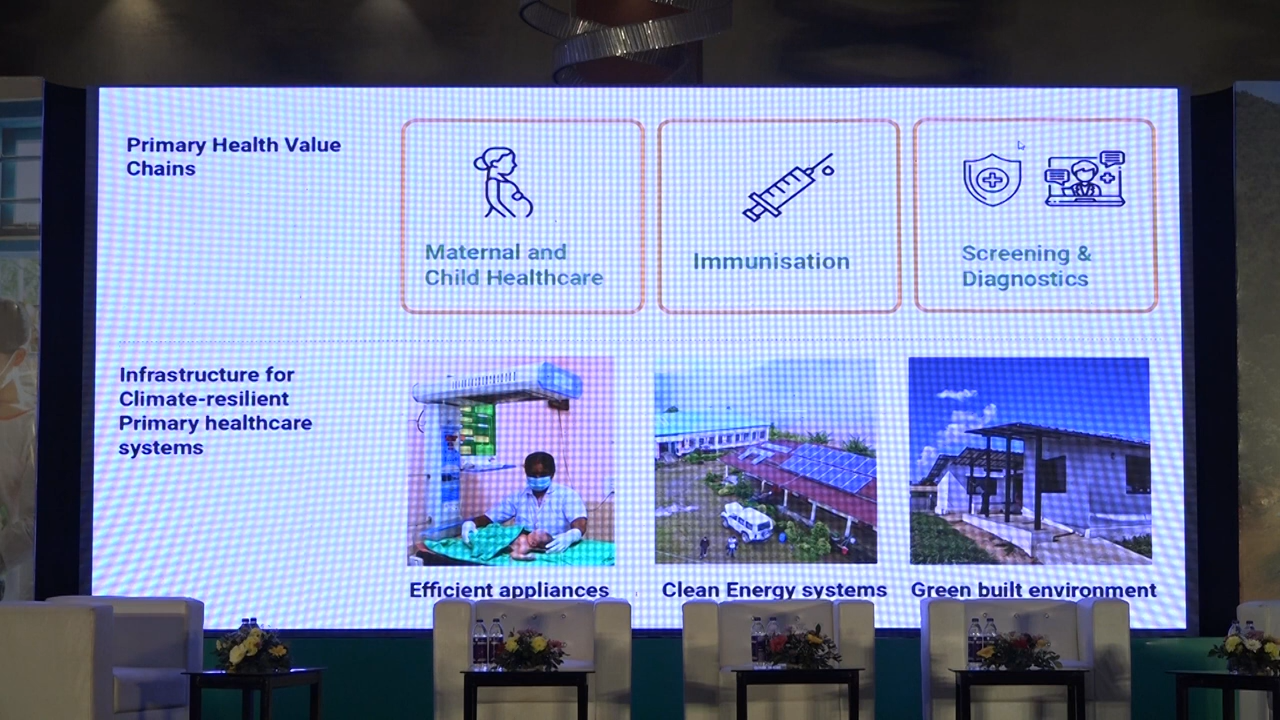 Primary Health Value
Chains
Maternal and
Child Healthcare
Immunisation
Screening &
Diagnostics
Infrastructure for
Climate-resilient
Primary healthcare
systems
Efficient appliances
Clean Energy systems
Green built environment